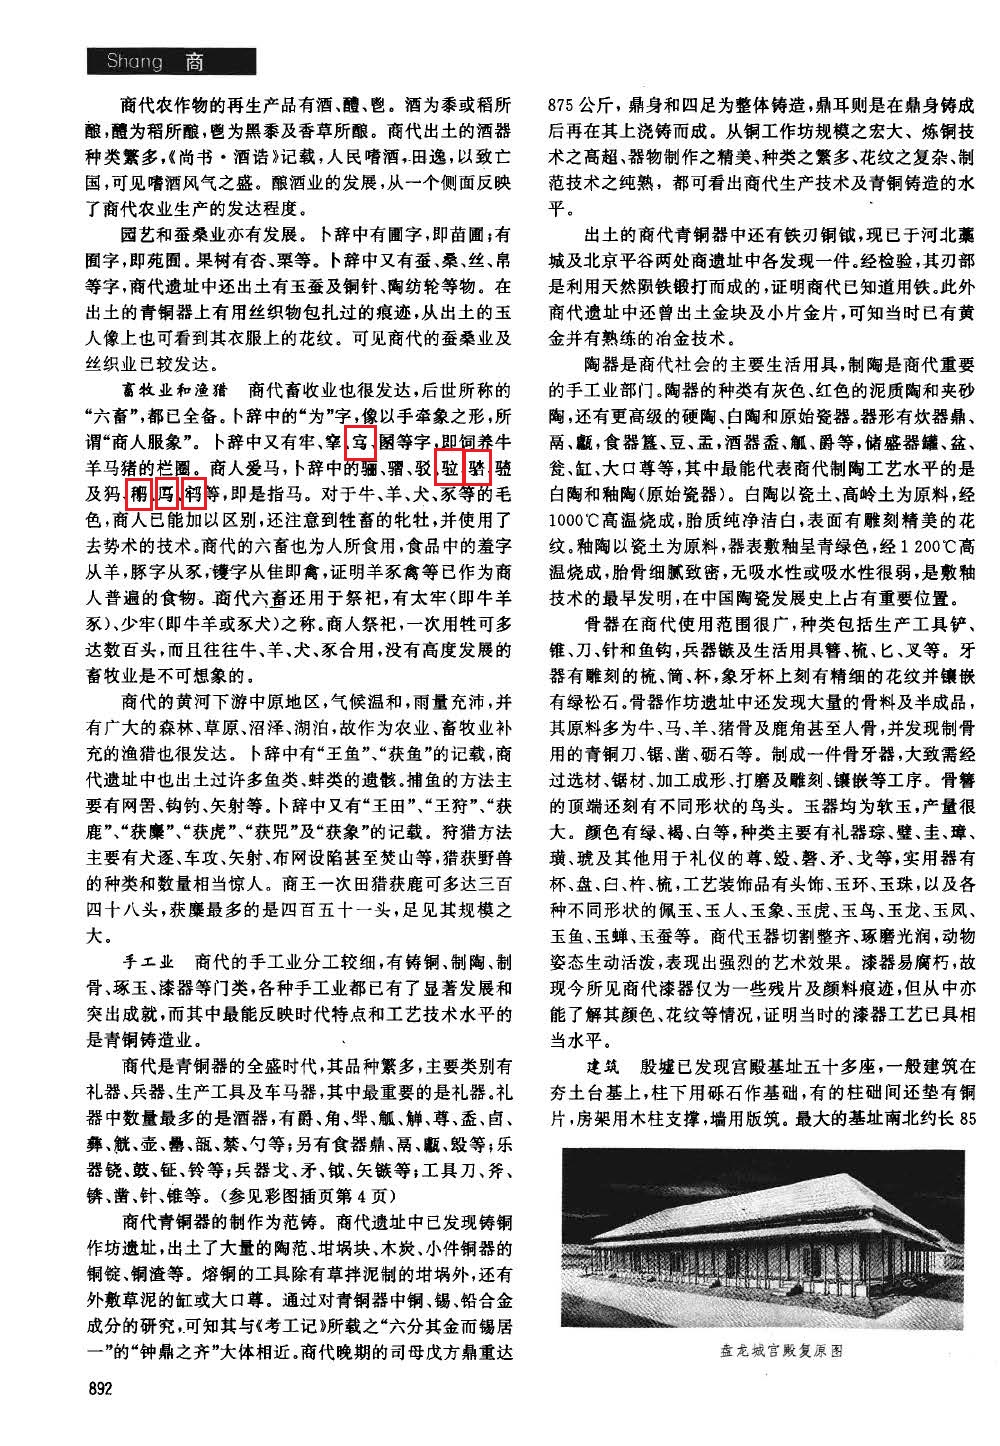 Shang 商
商代农作物的再生产品有酒、醴、鬯。酒为黍或稻所
酿,醴为稻所酿,鬯为黑黍及香草所酿。商代出土的酒器
种类繁多,《尚书·酒诰》记载,人民嗜酒,田逸,以致亡
国,可见嗜酒风气之盛。酿酒业的发展,从一个侧面反映
了商代农业生产的发达程度。
园艺和蚕桑业亦有发展。卜辞中有圃字,即苗圃;有
囿字,即苑囿。果树有杏、栗等。卜辞中又有蚕、桑、丝、帛
等字,商代遗址中还出土有玉蚕及铜针、陶纺轮等物。在
出土的青铜器上有用丝织物包扎过的痕迹,从出土的玉
人像上也可看到其衣服上的花纹。可见商代的蚕桑业及
丝织业已较发达。
畜牧业和渔猎 商代畜收业也很发达,后世所称的
“六畜”,都已全备。卜辞中的“为”字,像以手牵象之形,所
谓“商人服象”。卜辞中又有牢、䍐、、圂等字,即饲养牛
羊马猪的栏圈。商人爱马,卜辞中的骊、骝、驳、、、
及犸、、、等,即是指马。对于牛、羊、犬、豕等的毛
色,商人已能加以区别,还注意到牲畜的牝牡,并使用了
去势术的技术。商代的六畜也为人所食用,食品中的羞字
从羊,豚字从豕,镬字从隹即禽,证明羊豕禽等已作为商
人普遍的食物。商代六畜还用于祭祀,有太牢(即牛羊
豕)、少牢(即牛羊或豕犬)之称。商人祭祀,一次用牲可多
达数百头,而且往往牛、羊、犬、豕合用,没有高度发展的
畜牧业是不可想象的。
商代的黄河下游中原地区,气候温和,雨量充沛,并
有广大的森林、草原、沼泽、湖泊,故作为农业、畜牧业补
充的渔猎也很发达。卜辞中有“王鱼”、“获鱼”的记载,商
代遗址中也出土过许多鱼类、蚌类的遗骸。捕鱼的方法主
要有网罟、钩钓、矢射等。卜辞中又有“王田”、“王狩”、“获
鹿”、“获麋”、“获虎”、“获兕”及“获象”的记载。狩猎方法
主要有犬逐、车攻、矢射、布网设陷甚至焚山等,猎获野兽
的种类和数量相当惊人。商王一次田猎获鹿可多达三百
四十八头,获麋最多的是四百五十一头,足见其规模之
大。
手工业 商代的手工业分工较细,有铸铜、制陶、制
骨、琢玉、漆器等门类,各种手工业都已有了显著发展和
突出成就,而其中最能反映时代特点和工艺技术水平的
是青铜铸造业。
商代是青铜器的全盛时代,其品种繁多,主要类别有
礼器、兵器、生产工具及车马器,其中最重要的是礼器。礼
器中数量最多的是酒器,有爵、角、斝、觚、觯、尊、盉、卣、
彝、觥、壶、罍、瓿、禁、勺等;另有食器鼎、鬲、甗、毁等;乐
器铙、鼓、钲、铃等;兵器戈、矛、钺、矢镞等;工具刀、斧、
锛、凿、针、锥等。(参见彩图插页第4页)
商代青铜器的制作为范铸。商代遗址中已发现铸铜
作坊遗址,出土了大量的陶范、坩埚块、木炭、小件铜器的
铜锭、铜渣等。熔铜的工具除有草拌泥制的坩埚外,还有
外敷草泥的缸或大口尊。通过对青铜器中铜、锡、铅合金
成分的研究,可知其与《考工记》所载之“六分其金而锡居
一”的“钟鼎之齐”大体相近。商代晚期的司母戊方鼎重达
892
875公斤,鼎身和四足为整体铸造,鼎耳则是在鼎身铸成
后再在其上浇铸而成。从铜工作坊规模之宏大、炼铜技
术之高超、器物制作之精美、种类之繁多、花纹之复杂、制
范技术之纯熟,都可看出商代生产技术及青铜铸造的水
平。
出土的商代青铜器中还有铁刃铜钺,现已于河北藁
城及北京平谷两处商遗址中各发现一件。经检验,其刃部
是利用天然陨铁锻打而成的,证明商代已知道用铁。此外
商代遗址中还曾出土金块及小片金片,可知当时已有黄
金并有熟练的冶金技术。
陶器是商代社会的主要生活用具,制陶是商代重要
的手工业部门。陶器的种类有灰色、红色的泥质陶和夹砂
陶,还有更高级的硬陶、白陶和原始瓷器。器形有炊器鼎、
鬲、甗,食器簋、豆、盂,酒器盉、觚、爵等,储盛器罐、盆、
瓮、缸、大口尊等,其中最能代表商代制陶工艺水平的是
白陶和釉陶(原始瓷器)。白陶以瓷土、高岭土为原料,经
1000℃高温烧成,胎质纯净洁白,表面有雕刻精美的花
纹。釉陶以瓷土为原料,器表敷釉呈青绿色,经1200℃高
温烧成,胎骨细腻致密,无吸水性或吸水性很弱,是敷釉
技术的最早发明,在中国陶瓷发展史上占有重要位置。
骨器在商代使用范围很广,种类包括生产工具铲、
锥、刀、针和鱼钩,兵器镞及生活用具簪、梳、匕、叉等。牙
器有雕刻的梳、筒、杯,象牙杯上刻有精细的花纹并镶嵌
有绿松石。骨器作坊遗址中还发现大量的骨料及半成品,
其原料多为牛、马、羊、猪骨及鹿角甚至人骨,并发现制骨
用的青铜刀、锯、凿、砺石等。制成一件骨牙器,大致需经
过选材、锯材、加工成形、打磨及雕刻、镶嵌等工序。骨簪
的顶端还刻有不同形状的鸟头。玉器均为软玉,产量很
大。颜色有绿、褐、白等,种类主要有礼器琮、璧、圭、璋、
璜、琥及其他用于礼仪的尊、毁、磬、矛、戈等,实用器有
杯、盘、臼、杵、梳,工艺装饰品有头饰、玉环、玉珠,以及各
种不同形状的佩玉、玉人、玉象、玉虎、玉鸟、玉龙、玉凤、
玉鱼、玉蝉、玉蚕等。商代玉器切割整齐、琢磨光润,动物
姿态生动活泼,表现出强烈的艺术效果。漆器易腐朽,故
现今所见商代漆器仅为一些残片及颜料痕迹,但从中亦
能了解其颜色、花纹等情况,证明当时的漆器工艺已具相
当水平。
建筑 殷墟已发现宫殿基址五十多座,一般建筑在
夯土台基上,柱下用砾石作基础,有的柱础间还垫有铜
片,房架用木柱支撑,墙用版筑。最大的基址南北约长85
盘龙城宫殿复原图